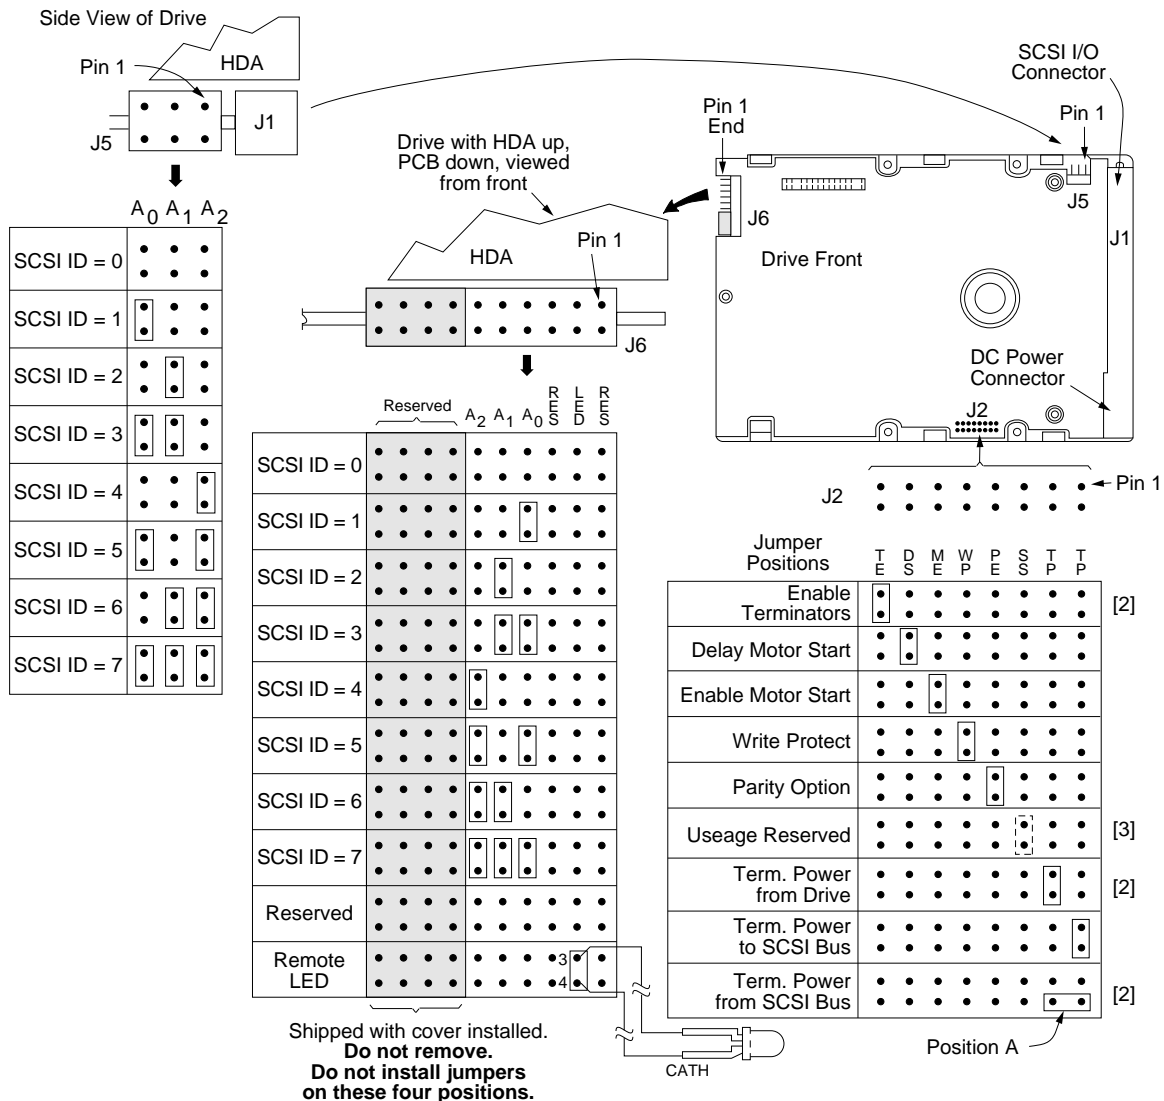 Side View of Drive
HDA
Pin 1
J5
J1
A0 A1 A2
SCSI ID = 0
SCSI ID = 1
SCSI ID = 2
SCSI ID = 3
SCSI ID = 4
SCSI ID = 5
SCSI ID = 6
SCSI ID = 7
Drive with HDA up,
PCB down, viewed
from front
HDA
Pin 1
J6
Reserved
A2 A1 A0 RES LED RES
SCSI ID = 0
SCSI ID = 1
SCSI ID = 2
SCSI ID = 3
SCSI ID = 4
SCSI ID = 5
SCSI ID = 6
SCSI ID = 7
Reserved
Remote
LED
3
4
Shipped with cover installed.
Do not remove.
Do not install jumpers
on these four positions.
CATH
SCSI I/O
Connector
Pin 1
End
Pin 1
J6
J5
J1
Drive Front
DC Power
Connector
J2
J2
Pin 1
Jumper
Positions
TE DS ME WP PE SS TP TP
Enable
Terminators
[2]
Delay Motor Start
Enable Motor Start
Write Protect
Parity Option
Useage Reserved
[3]
Term. Power
from Drive
[2]
Term. Power
to SCSI Bus
Term. Power
from SCSI Bus
[2]
Position A